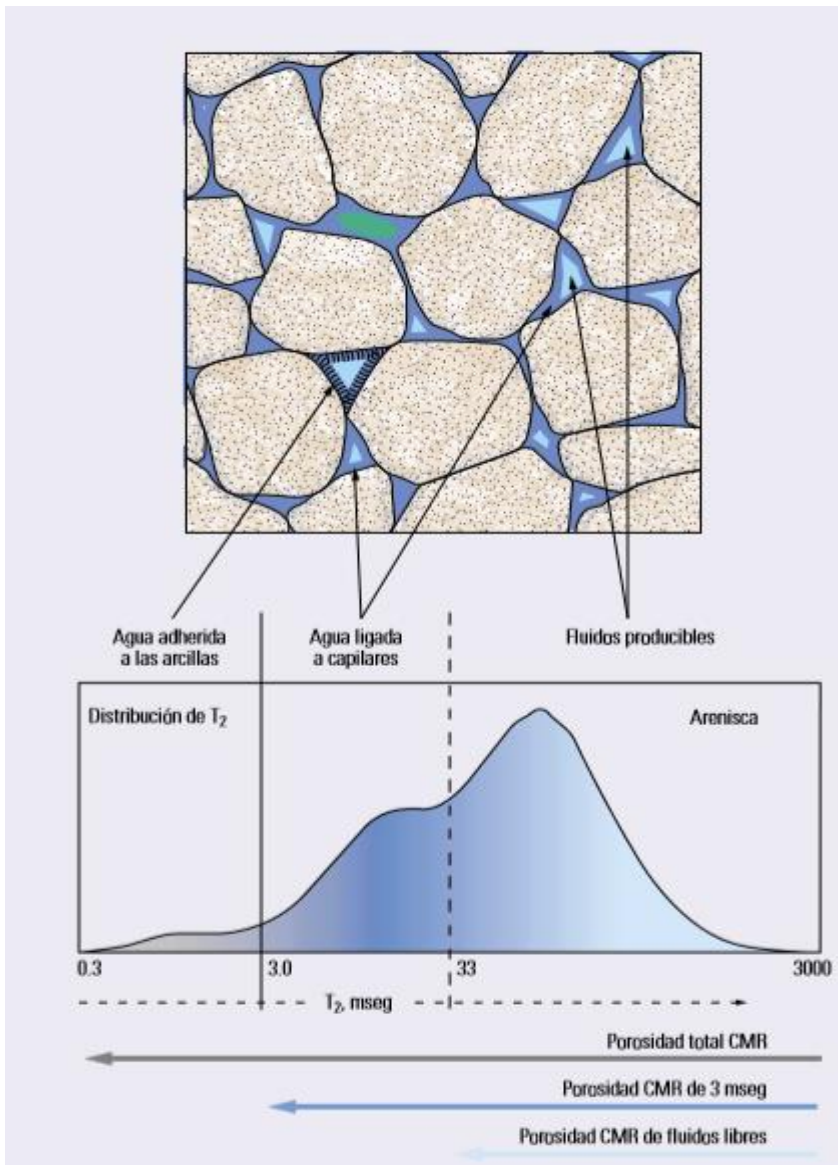 Agua adherida
a las arcillas
Agua ligada
a capilares
Fluidos producibles
Distribución de T₂
Arenisca
0.3
3.0
33
3000
T₂, mseg
Porosidad total CMR
Porosidad CMR de 3 mseg
Porosidad CMR de fluidos libres